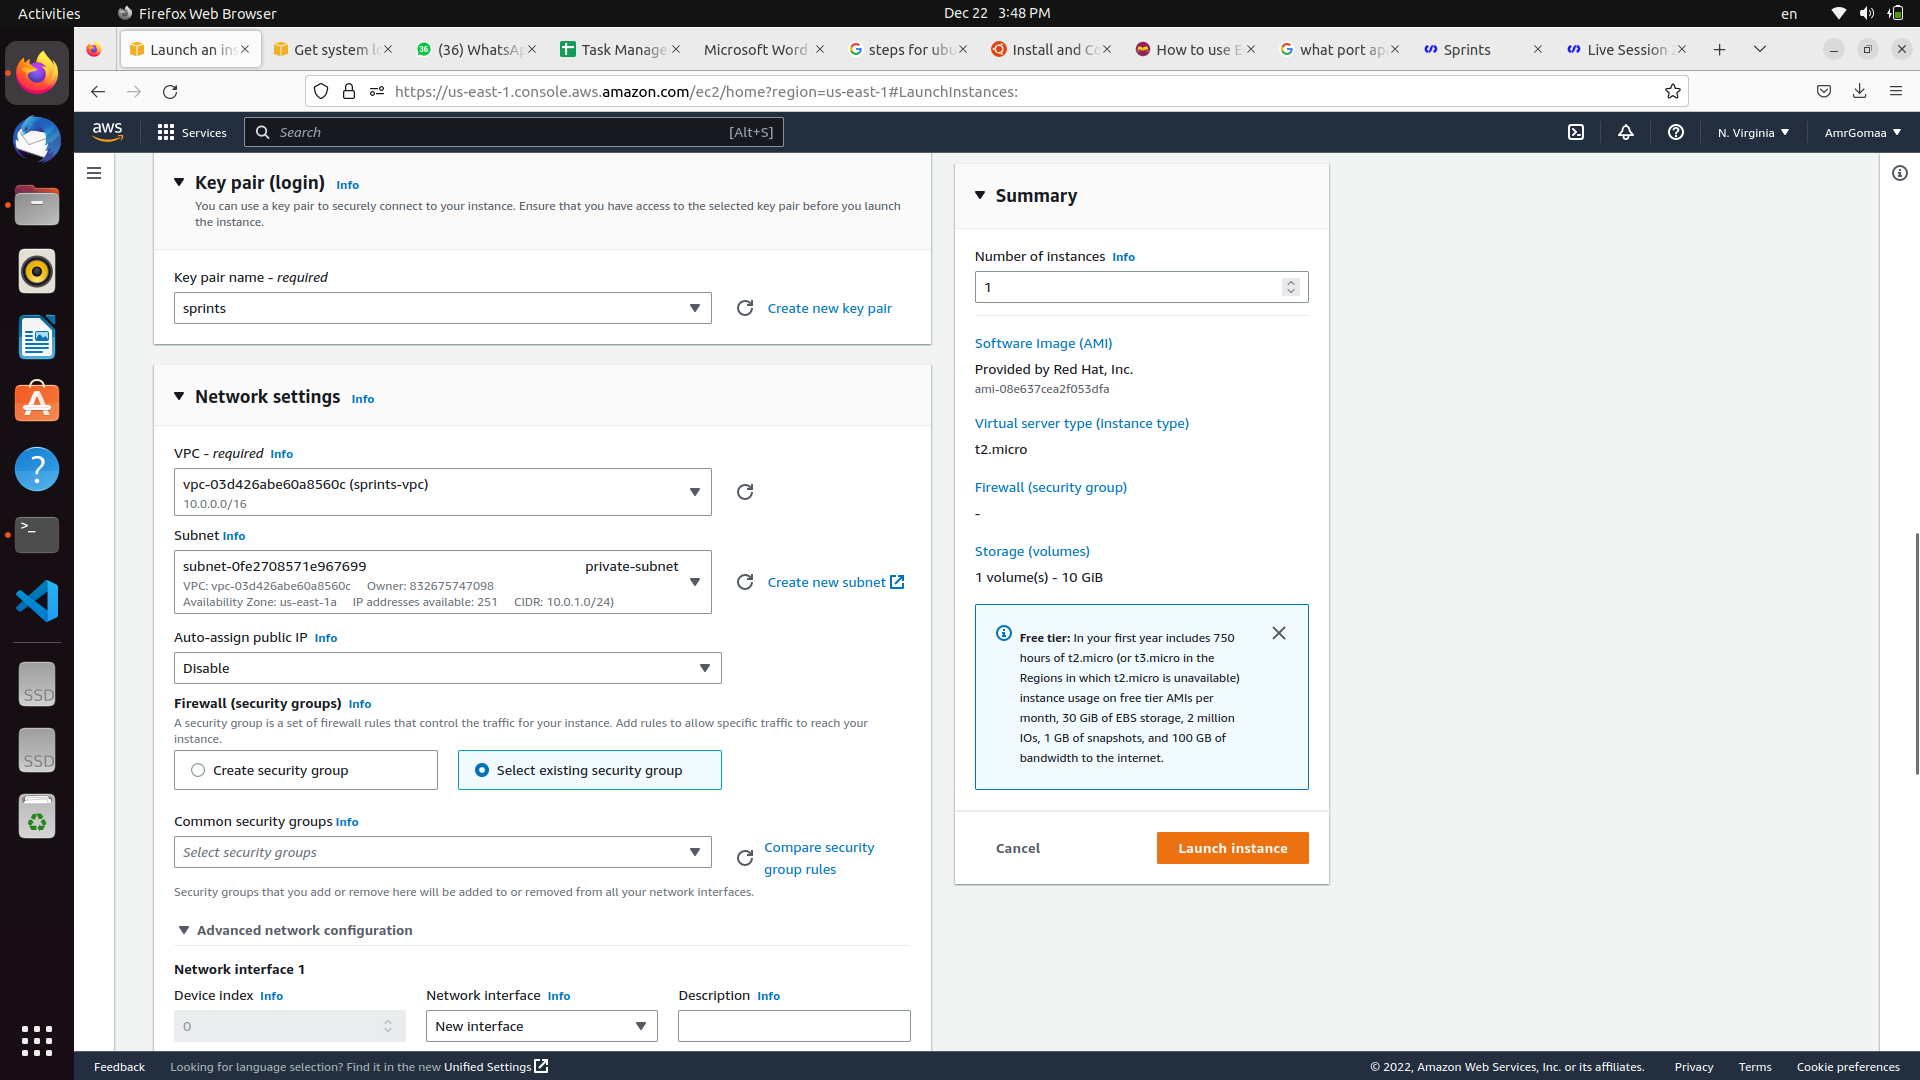 Activities
Firefox Web Browser
Dec 22 3:48 PM
en
Launch an ins
Get system lo
(36) WhatsAp
Task Manage
Microsoft Word
steps for ubu
Install and Co
How to use E
what port ap
Sprints
Live Session 2
https://us-east-1.console.aws.amazon.com/ec2/home?region=us-east-1#LaunchInstances:
aws
Services
Search
[Alt+S]
N. Virginia
AmrGomaa
Key pair (login) Info
You can use a key pair to securely connect to your instance. Ensure that you have access to the selected key pair before you launch
the instance.
Key pair name - required
sprints
Create new key pair
Network settings Info
VPC - required Info
vpc-03d426abe60a8560c (sprints-vpc)
10.0.0.0/16
Subnet Info
subnet-0fe2708571e967699 private-subnet
VPC: vpc-03d426abe60a8560c Owner: 832675747098
Availability Zone: us-east-1a IP addresses available: 251 CIDR: 10.0.1.0/24)
Create new subnet
Auto-assign public IP Info
Disable
Firewall (security groups) Info
A security group is a set of firewall rules that control the traffic for your instance. Add rules to allow specific traffic to reach your
instance.
Create security group
Select existing security group
Common security groups Info
Select security groups
Compare security
group rules
Security groups that you add or remove here will be added to or removed from all your network interfaces.
Advanced network configuration
Network interface 1
Device index Info
Network interface Info
Description Info
0
New interface
Summary
Number of instances Info
1
Software Image (AMI)
Provided by Red Hat, Inc.
ami-08e637cea2f053dfa
Virtual server type (instance type)
t2.micro
Firewall (security group)
-
Storage (volumes)
1 volume(s) - 10 GiB
Free tier: In your first year includes 750
hours of t2.micro (or t3.micro in the
Regions in which t2.micro is unavailable)
instance usage on free tier AMIs per
month, 30 GiB of EBS storage, 2 million
IOs, 1 GB of snapshots, and 100 GB of
bandwidth to the internet.
Cancel
Launch instance
SSD
SSD
Feedback
Looking for language selection? Find it in the new Unified Settings
© 2022, Amazon Web Services, Inc. or its affiliates.
Privacy
Terms
Cookie preferences